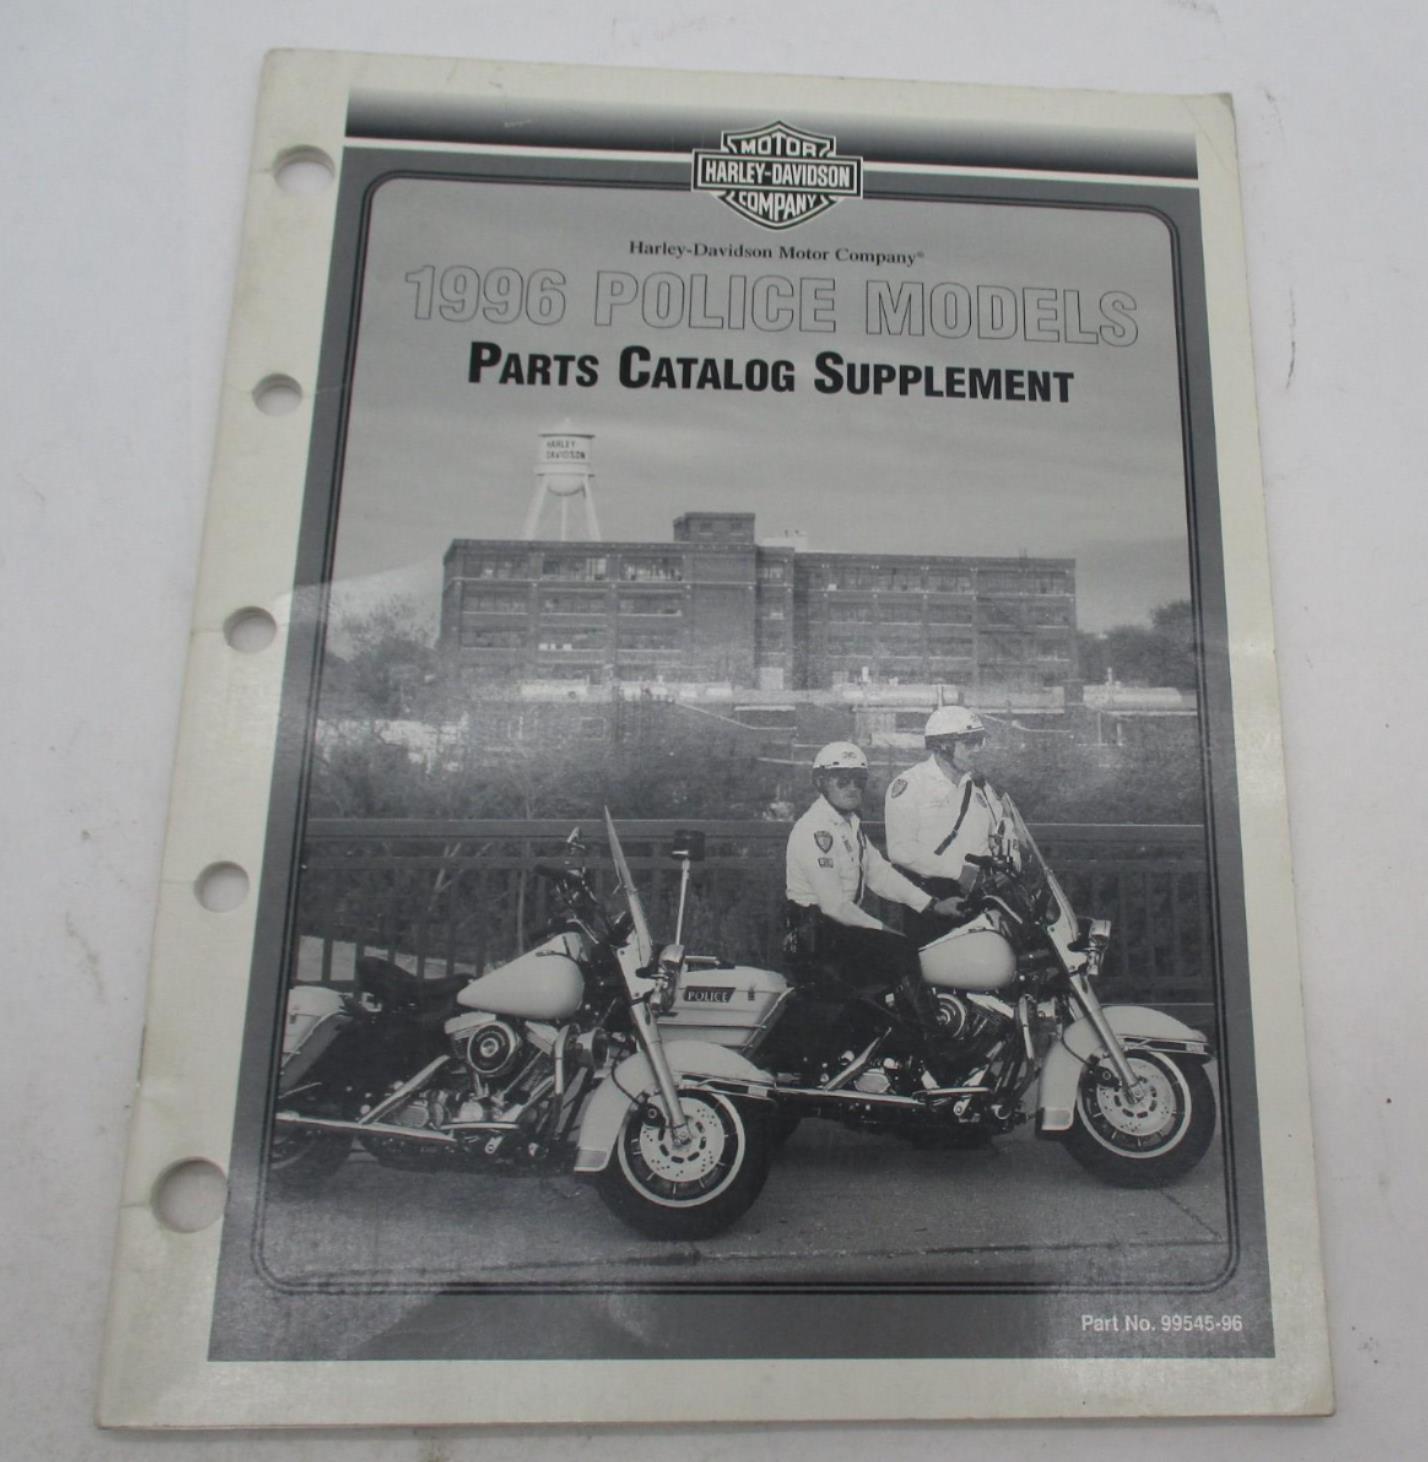 MOTOR
HARLEY-DAVIDSON
COMPANY
Harley-Davidson Motor Company®
1996 POLICE MODELS
PARTS CATALOG SUPPLEMENT
HARLEY-
DAVIDSON
POLICE
Part No. 99545-96